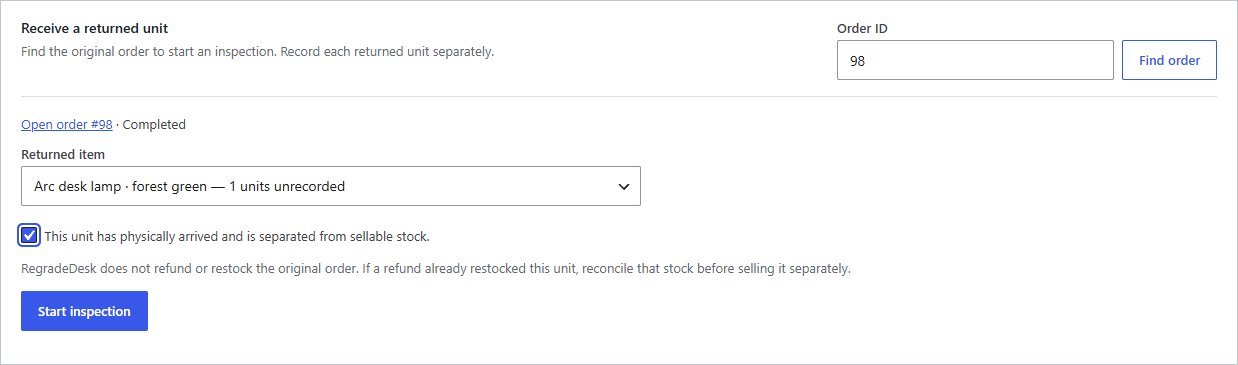 Receive a returned unit
Find the original order to start an inspection. Record each returned unit separately.
Order ID
98
Find order
Open order #98 · Completed
Returned item
Arc desk lamp · forest green — 1 units unrecorded
This unit has physically arrived and is separated from sellable stock.
RegradeDesk does not refund or restock the original order. If a refund already restocked this unit, reconcile that stock before selling it separately.
Start inspection